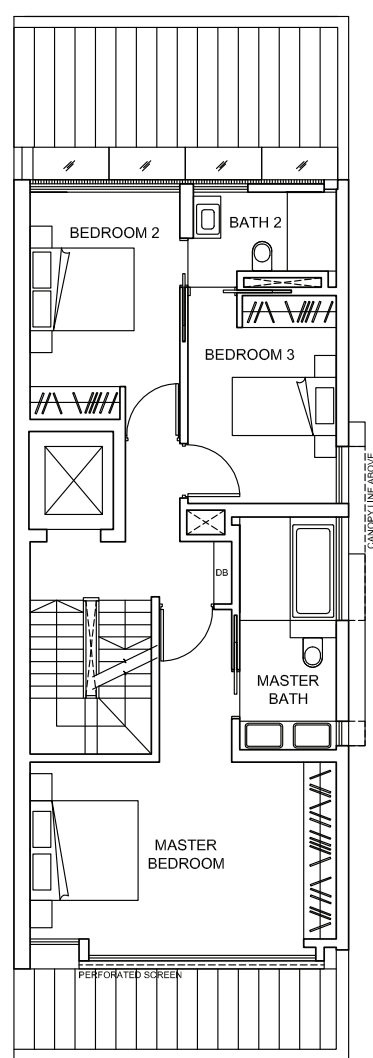 BEDROOM 2
BATH 2
BEDROOM 3
CANOPY LINE ABOVE
DB
MASTER
BATH
MASTER
BEDROOM
PERFORATED SCREEN